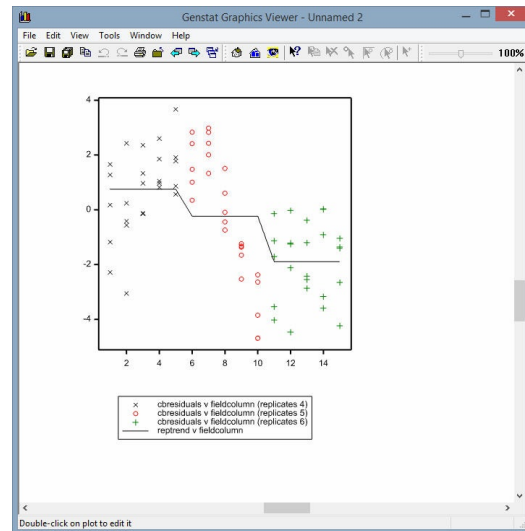 Genstat Graphics Viewer - Unnamed 2
File Edit View Tools Window Help
100%
4
2
0
-2
-4
2 4 6 8 10 12 14
cbresiduals v fieldcolumn (replicates 4)
cbresiduals v fieldcolumn (replicates 5)
cbresiduals v fieldcolumn (replicates 6)
reptrend v fieldcolumn
Double-click on plot to edit it